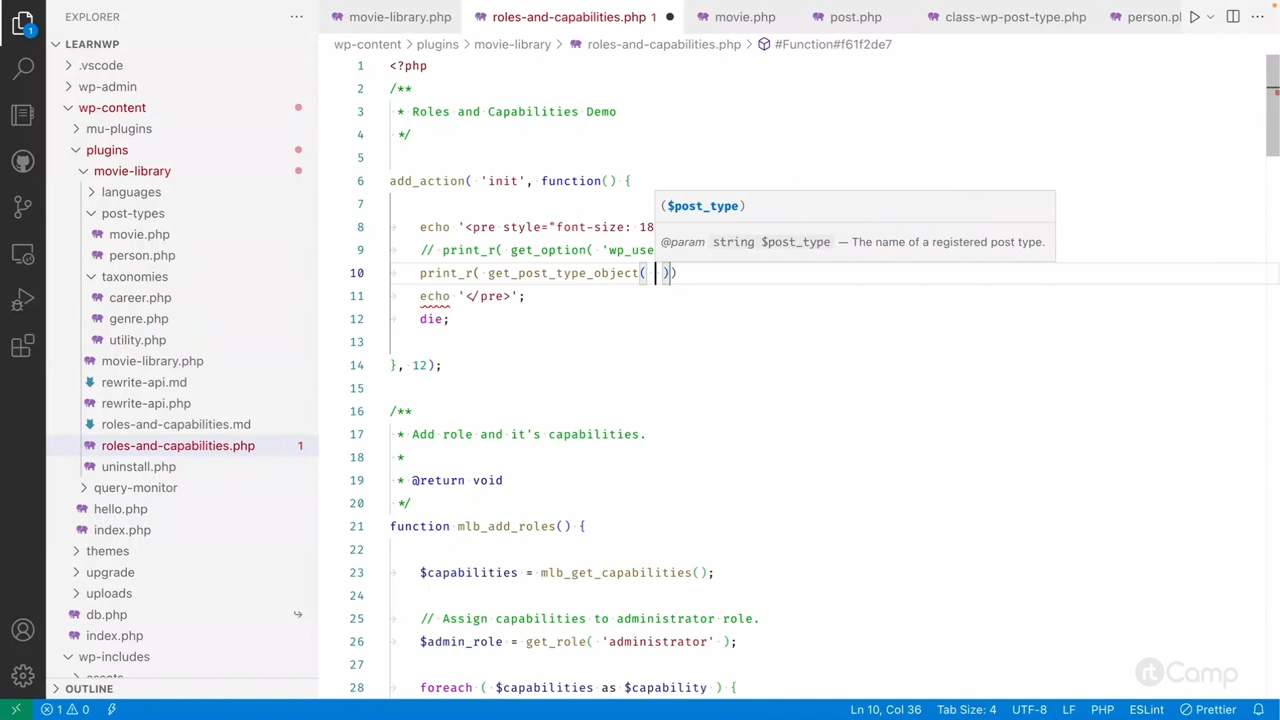 EXPLORER
LEARNWP
.vscode
wp-admin
wp-content
mu-plugins
plugins
movie-library
languages
post-types
movie.php
person.php
taxonomies
career.php
genre.php
utility.php
movie-library.php
rewrite-api.md
rewrite-api.php
roles-and-capabilities.md
roles-and-capabilities.php 1
uninstall.php
query-monitor
hello.php
index.php
themes
upgrade
uploads
db.php
index.php
wp-includes
OUTLINE
movie-library.php roles-and-capabilities.php 1 movie.php post.php class-wp-post-type.php person.pl
wp-content > plugins > movie-library > roles-and-capabilities.php > #Function#f61f2de7
1 <?php
2 /**
3 * Roles and Capabilities Demo
4 */
5
6 add_action( 'init', function() {
7
8 echo '<pre style="font-size: 18
9 // print_r( get_option( 'wp_use
10 print_r( get_post_type_object( ))
11 echo '</pre>';
12 die;
13
14 }, 12);
15
16 /**
17 * Add role and it's capabilities.
18 *
19 * @return void
20 */
21 function mlb_add_roles() {
22
23 $capabilities = mlb_get_capabilities();
24
25 // Assign capabilities to administrator role.
26 $admin_role = get_role( 'administrator' );
27
28 foreach ( $capabilities as $capability ) {
($post_type)
@param string $post_type — The name of a registered post type.
rtCamp
1
1 0 Ln 10, Col 36 Tab Size: 4 UTF-8 LF PHP ESLint Prettier